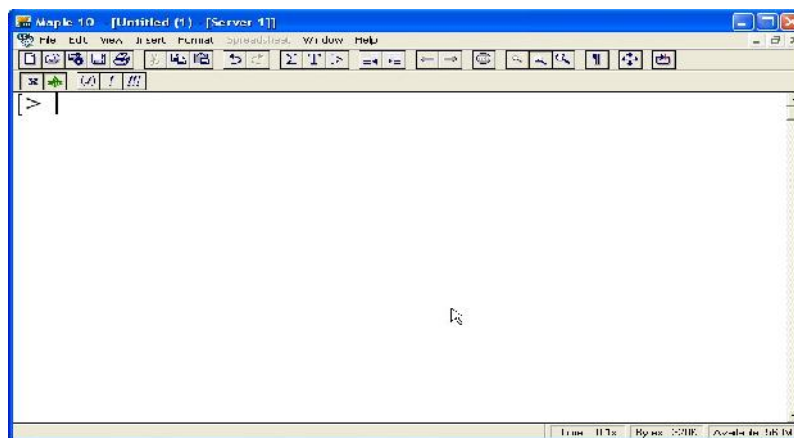 Maple 10 - [Untitled (1) - [Server 1]]
File Edit View Insert Format Spreadsheet Window Help
Σ T [>
x (x) ! !!!
[>